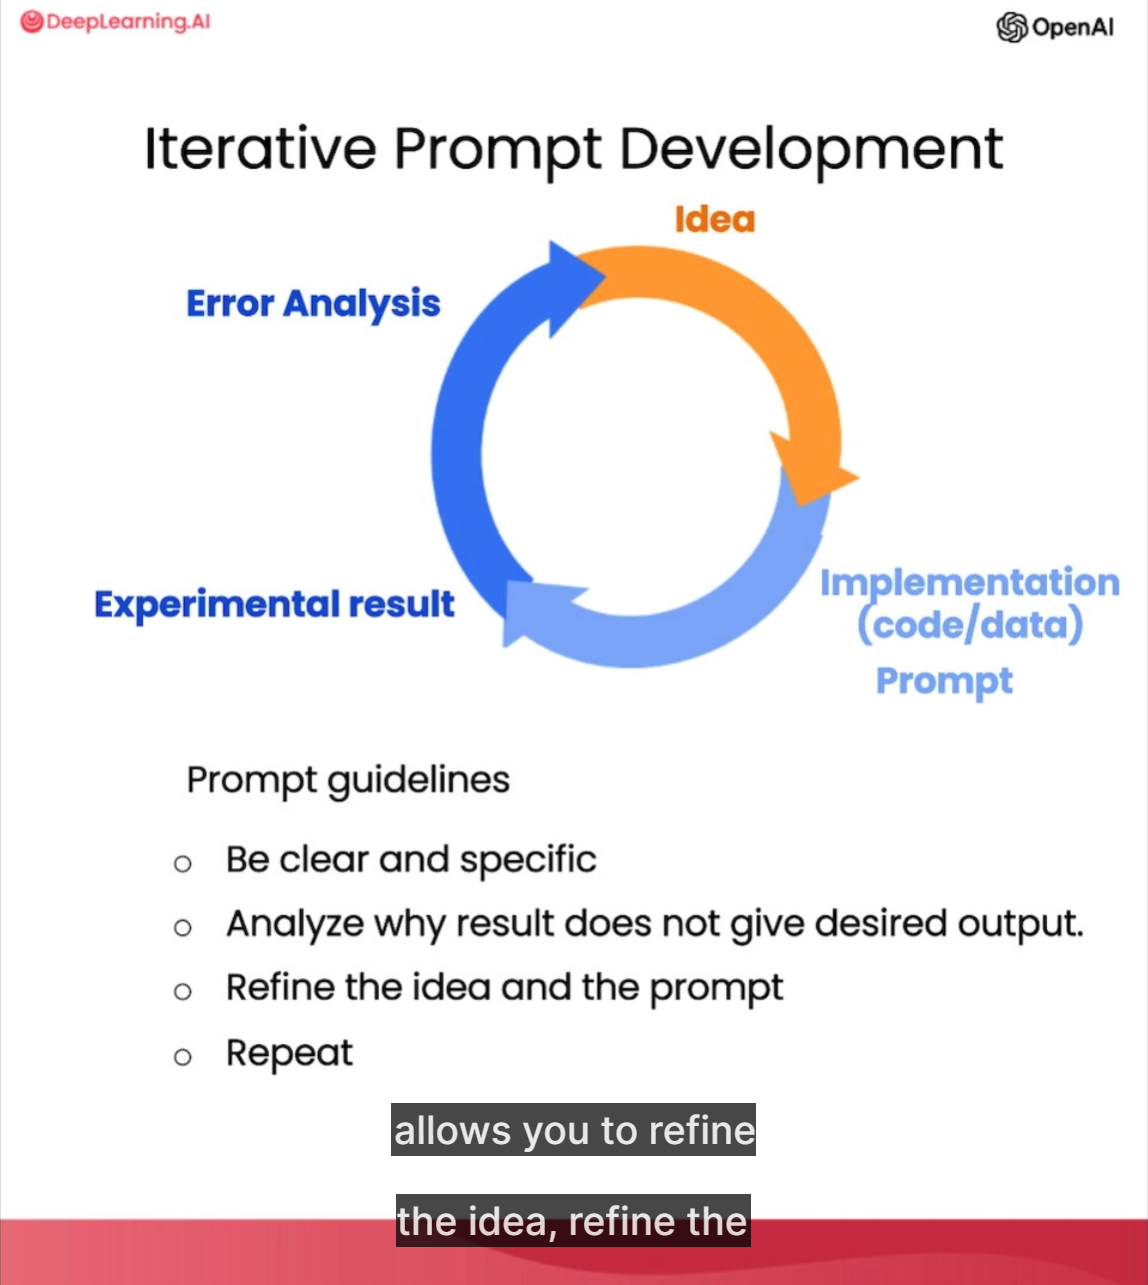 DeepLearning.AI
OpenAI
Iterative Prompt Development
Idea
Error Analysis
Experimental result
Implementation
(code/data)
Prompt
Prompt guidelines
Be clear and specific
Analyze why result does not give desired output.
Refine the idea and the prompt
Repeat
allows you to refine
the idea, refine the